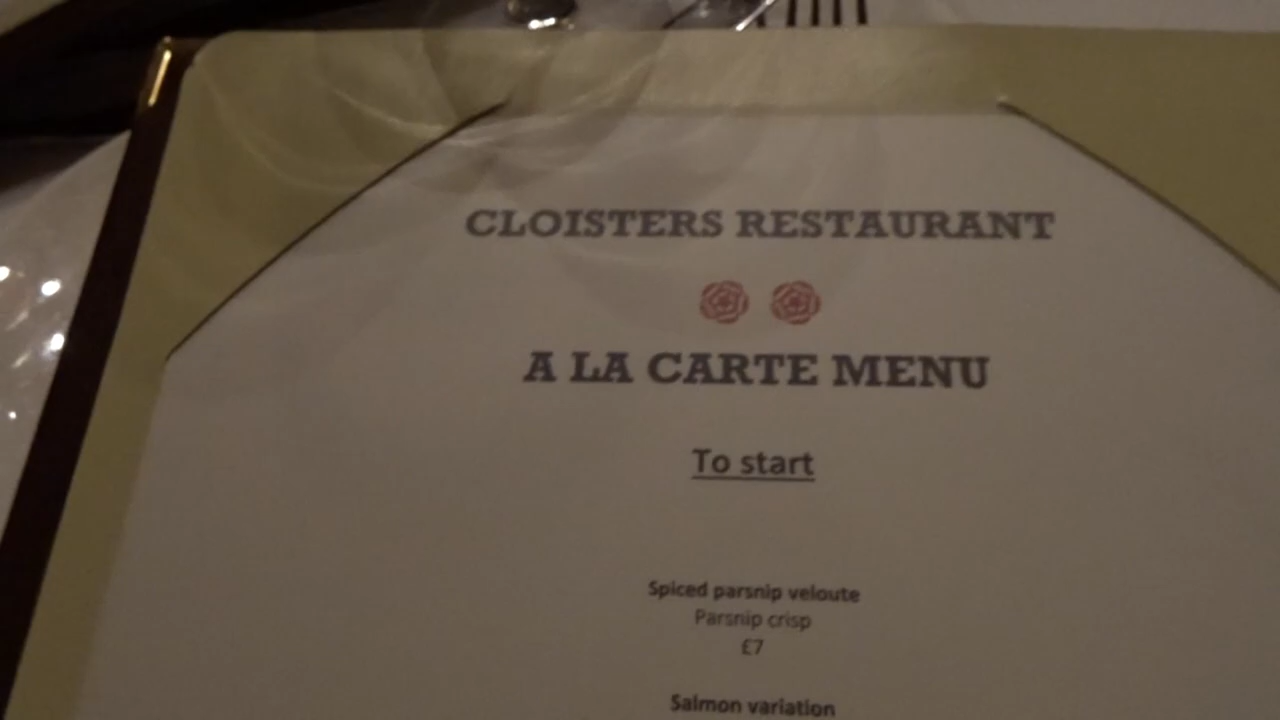 CLOISTERS RESTAURANT
A LA CARTE MENU
To start
Spiced parsnip veloute
Parsnip crisp
£7
Salmon variation